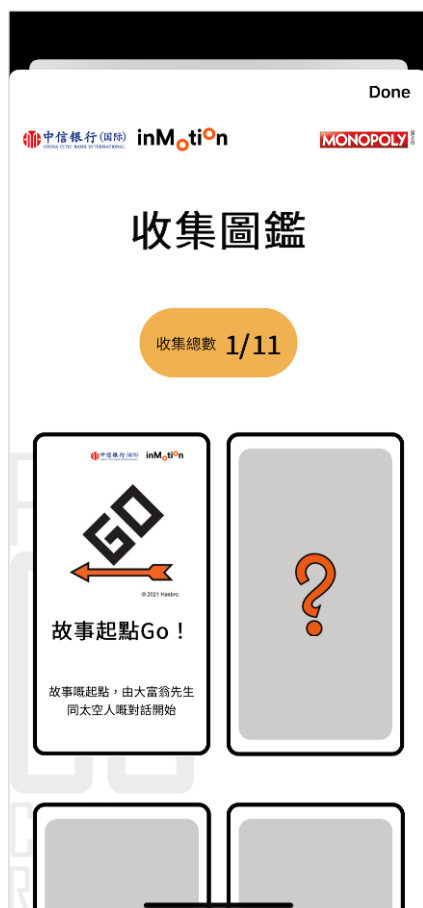 Done
中信銀行(国际) inMotion MONOPOLY
CHINA CITIC BANK INTERNATIONAL BRAND
收集圖鑑
收集總數 1/11
中信銀行(国际) inMotion
GO
© 2021 Hasbro.
故事起點Go！
故事嘅起點，由大富翁先生
同太空人嘅對話開始
?